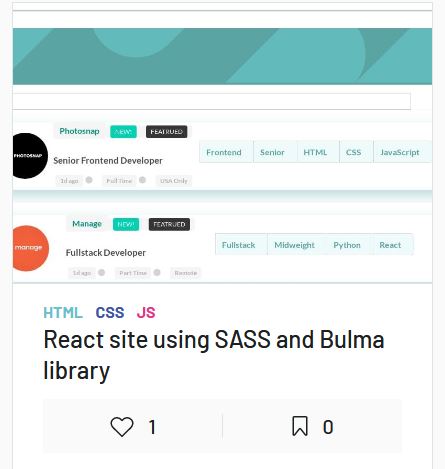 Photosnap NEW! FEATRUED
PHOTOSNAP
Senior Frontend Developer
Frontend Senior HTML CSS JavaScript
1d ago Full Time USA Only
Manage NEW! FEATRUED
manage
Fullstack Developer
Fullstack Midweight Python React
1d ago Part Time Remote
HTML CSS JS
React site using SASS and Bulma
library
1 0